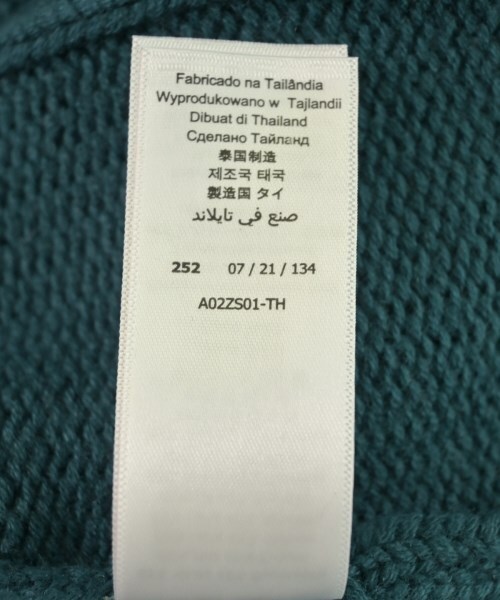 Fabricado na Tailândia
Wyprodukowano w Tajlandii
Dibuat di Thailand
Сделано Тайланд
泰国制造
제조국 태국
製造国 タイ
صنع في تايلاند
252 07 / 21 / 134
A02ZS01-TH